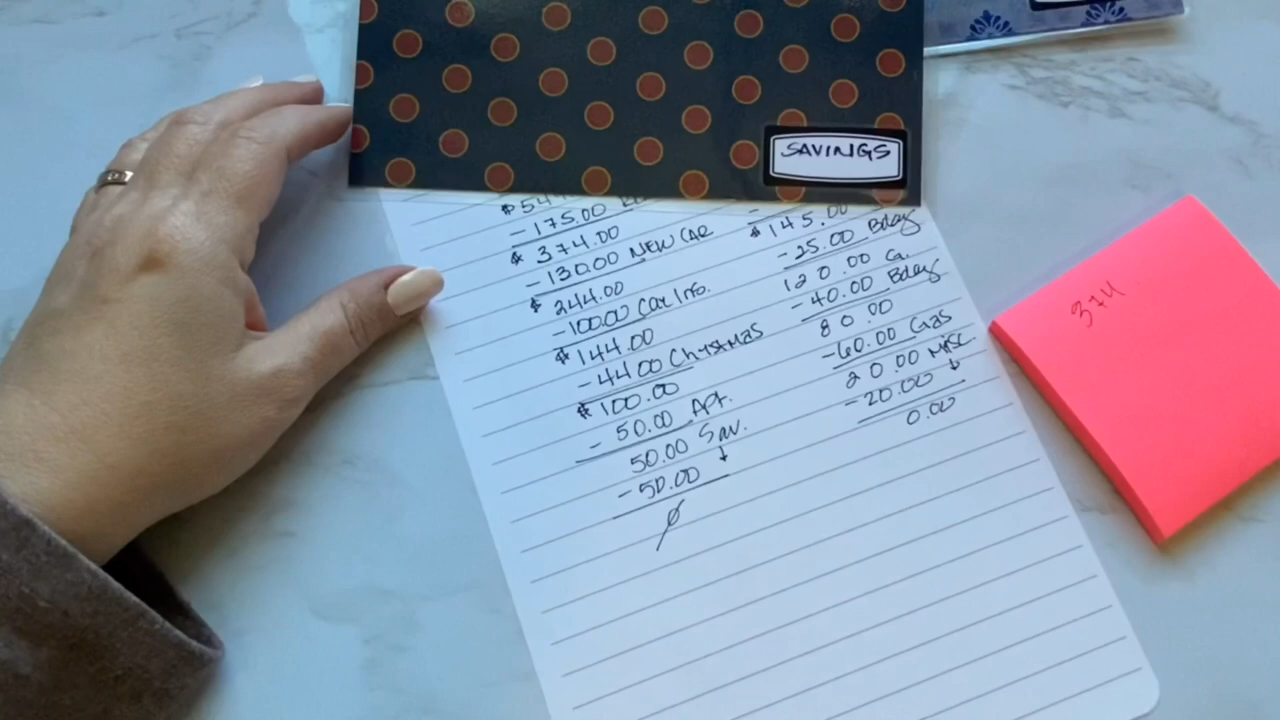 SAVINGS
-175.00
$ 374.00
-130.00 NEW CAR
$ 244.00
-100.00 Car Info.
$ 144.00
- 44.00 Christmas
$ 100.00
- 50.00 Apt.
50.00 Sav.
- 50.00 ↓
∅
$ 145.00
- 25.00 Bday
120.00 G.
- 40.00 Bday
80.00
- 60.00 Gas
20.00 Misc.
- 20.00 ↓
0.00
374